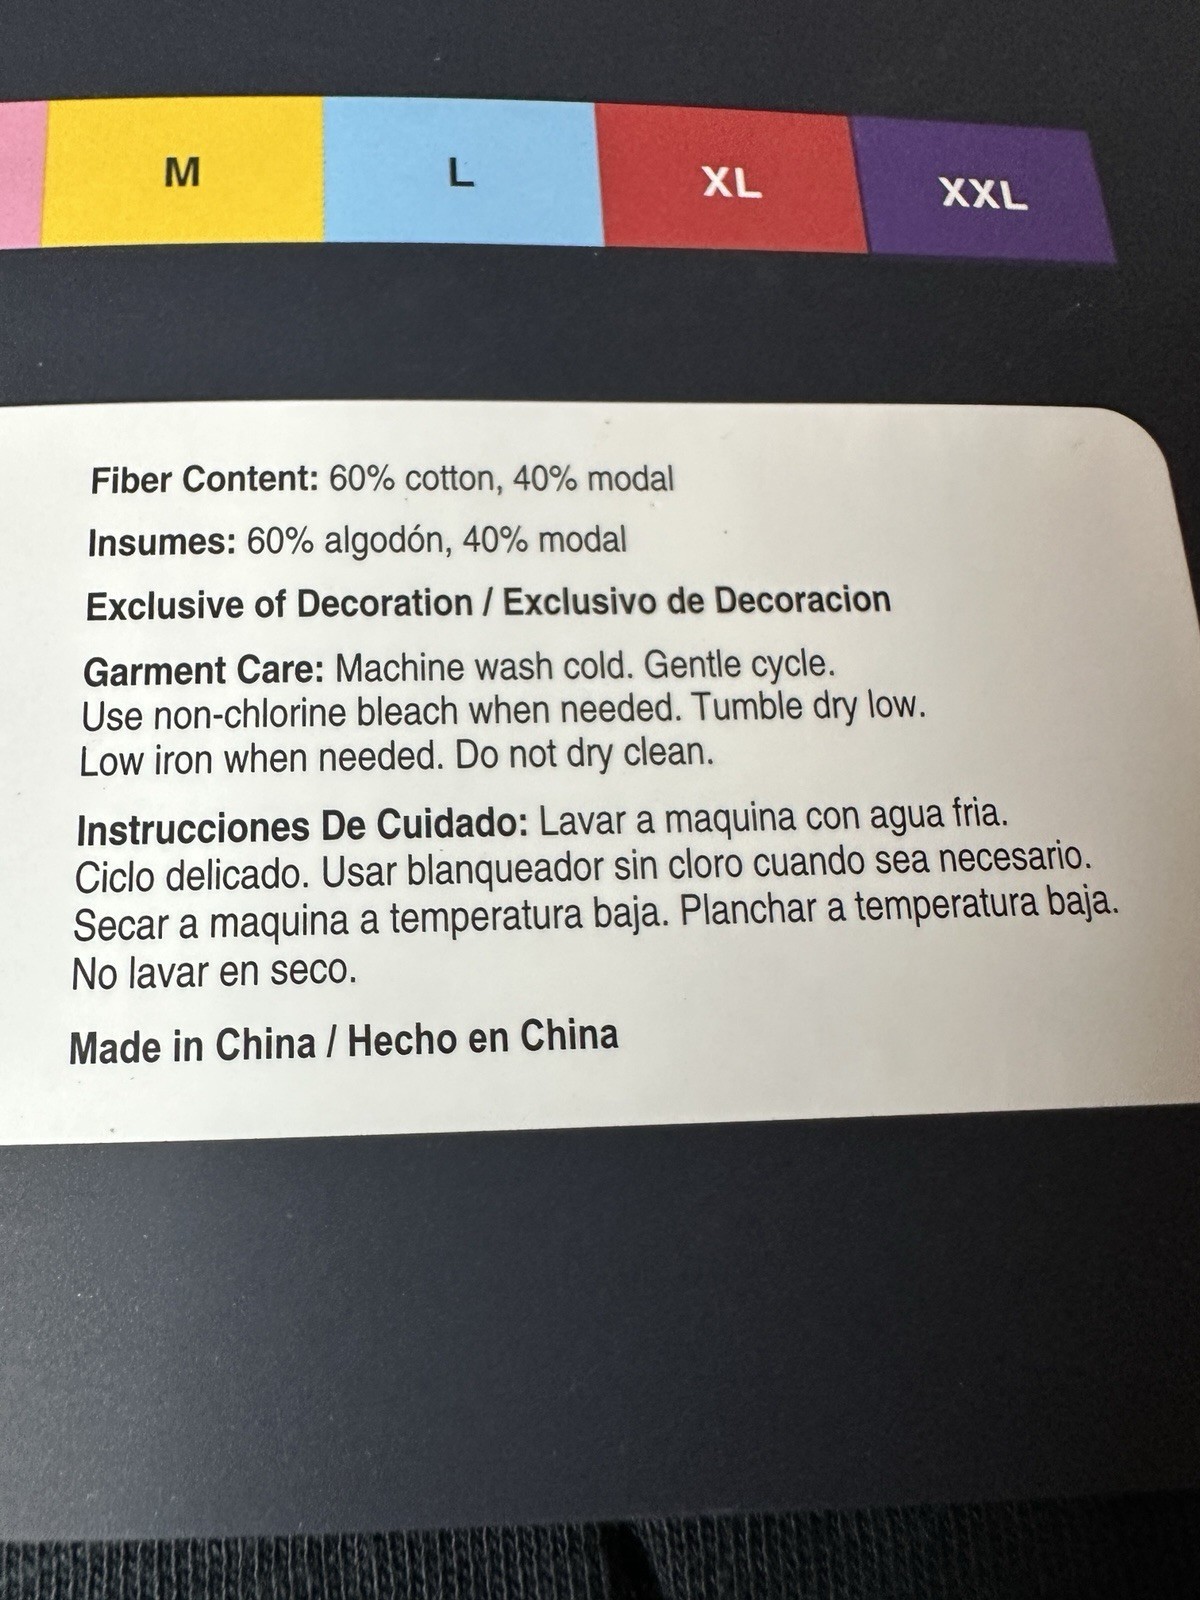 M L XL XXL
Fiber Content: 60% cotton, 40% modal
Insumes: 60% algodón, 40% modal
Exclusive of Decoration / Exclusivo de Decoracion
Garment Care: Machine wash cold. Gentle cycle.
Use non-chlorine bleach when needed. Tumble dry low.
Low iron when needed. Do not dry clean.
Instrucciones De Cuidado: Lavar a maquina con agua fria.
Ciclo delicado. Usar blanqueador sin cloro cuando sea necesario.
Secar a maquina a temperatura baja. Planchar a temperatura baja.
No lavar en seco.
Made in China / Hecho en China